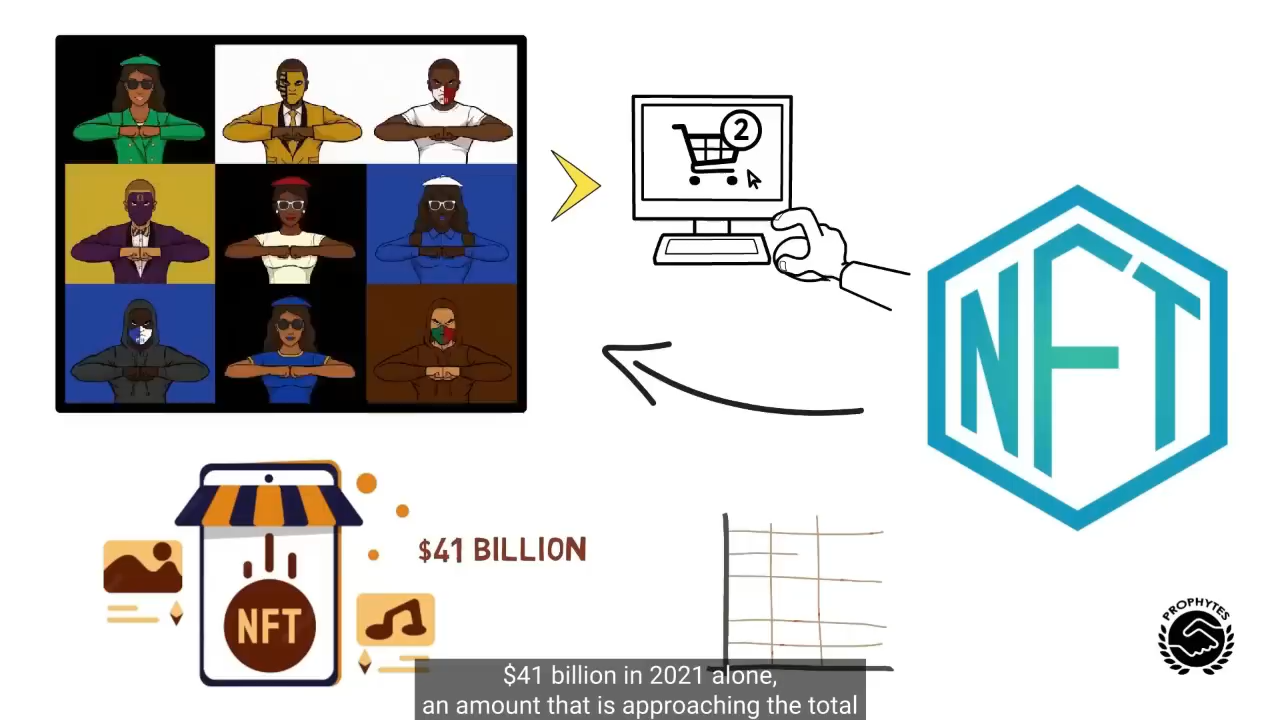 2
NFT
$41 BILLION
NFT
PROPHYTES
$41 billion in 2021 alone,
an amount that is approaching the total